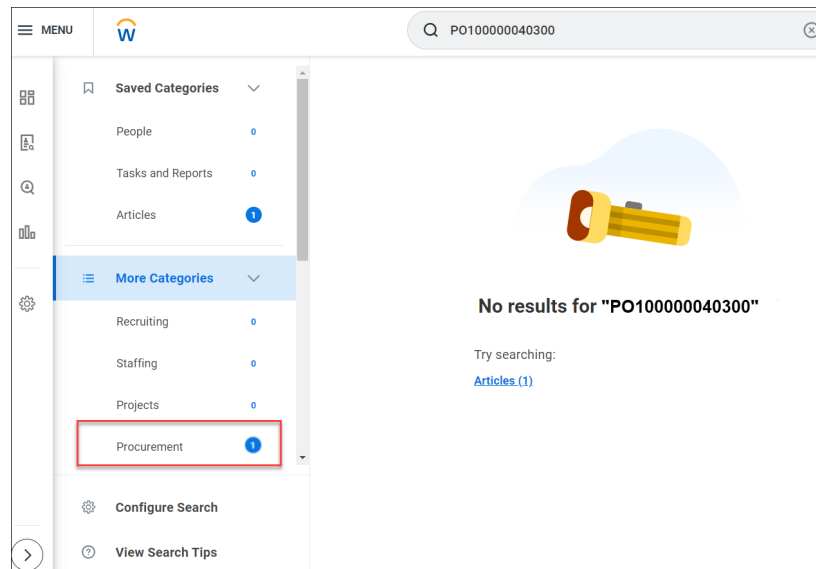 MENU
W
PO100000040300
Saved Categories
People 0
Tasks and Reports 0
Articles 1
More Categories
Recruiting 0
Staffing 0
Projects 0
Procurement 1
Configure Search
View Search Tips
No results for "PO100000040300"
Try searching:
Articles (1)